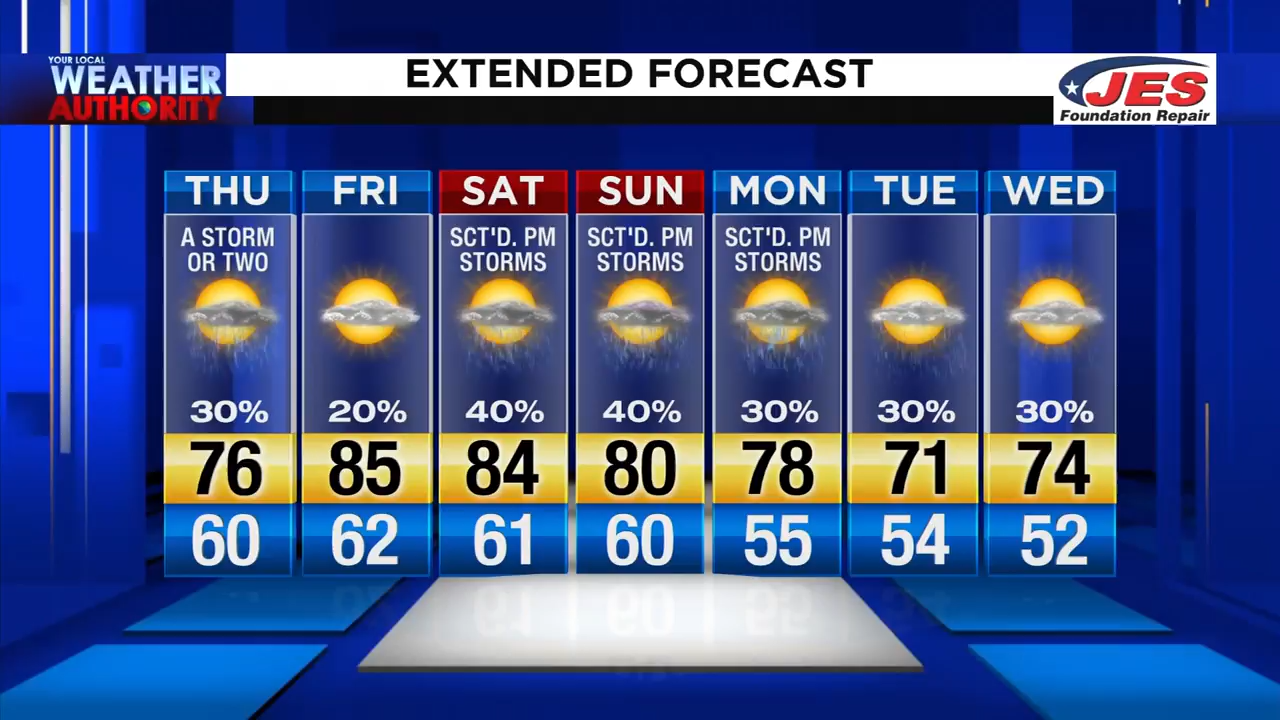 YOUR LOCAL
WEATHER
AUTHORITY
EXTENDED FORECAST
JES
Foundation Repair
THU
FRI
SAT
SUN
MON
TUE
WED
A STORM
OR TWO
SCT'D. PM
STORMS
SCT'D. PM
STORMS
SCT'D. PM
STORMS
30%
20%
40%
40%
30%
30%
30%
76
85
84
80
78
71
74
60
62
61
60
55
54
52